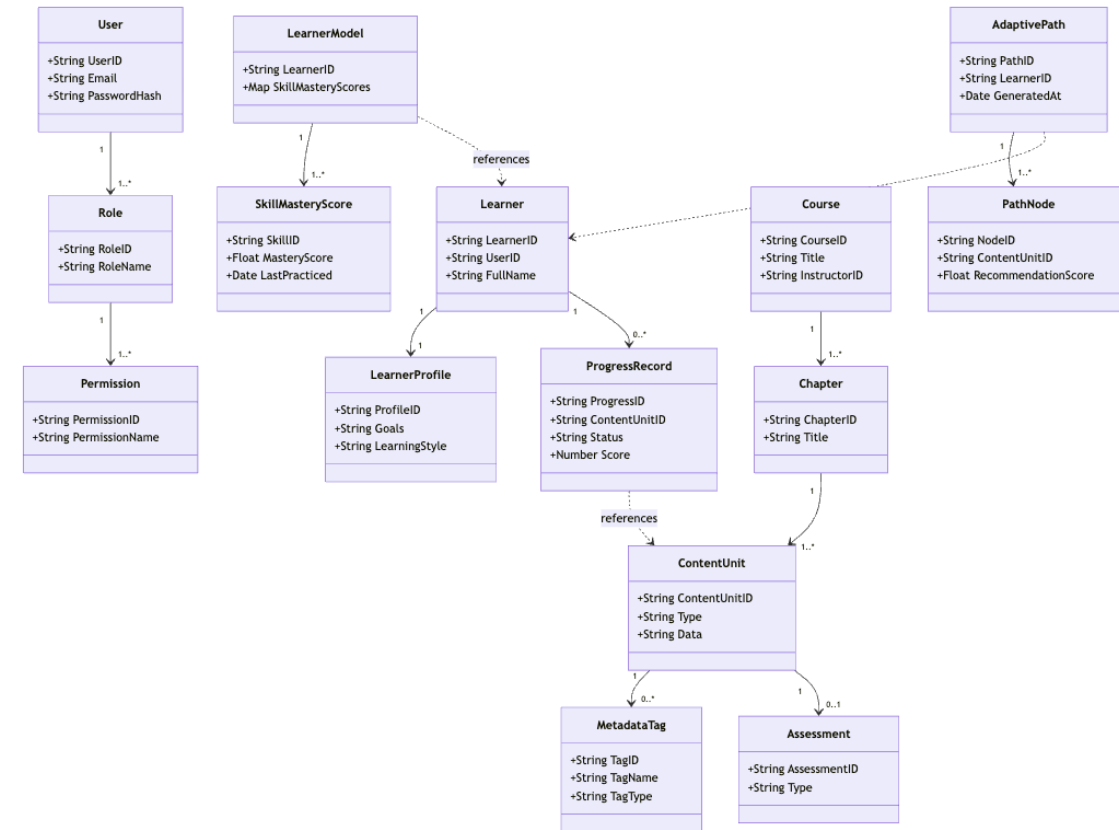 User
+String UserID
+String Email
+String PasswordHash
1
1..*
Role
+String RoleID
+String RoleName
1
1..*
Permission
+String PermissionID
+String PermissionName
LearnerModel
+String LearnerID
+Map SkillMasteryScores
1
1..*
references
SkillMasteryScore
+String SkillID
+Float MasteryScore
+Date LastPracticed
Learner
+String LearnerID
+String UserID
+String FullName
1
1
1
0..*
LearnerProfile
+String ProfileID
+String Goals
+String LearningStyle
ProgressRecord
+String ProgressID
+String ContentUnitID
+String Status
+Number Score
references
AdaptivePath
+String PathID
+String LearnerID
+Date GeneratedAt
1
1..*
Course
+String CourseID
+String Title
+String InstructorID
1
1..*
PathNode
+String NodeID
+String ContentUnitID
+Float RecommendationScore
Chapter
+String ChapterID
+String Title
1
1..*
ContentUnit
+String ContentUnitID
+String Type
+String Data
1
0..*
1
0..1
MetadataTag
+String TagID
+String TagName
+String TagType
Assessment
+String AssessmentID
+String Type